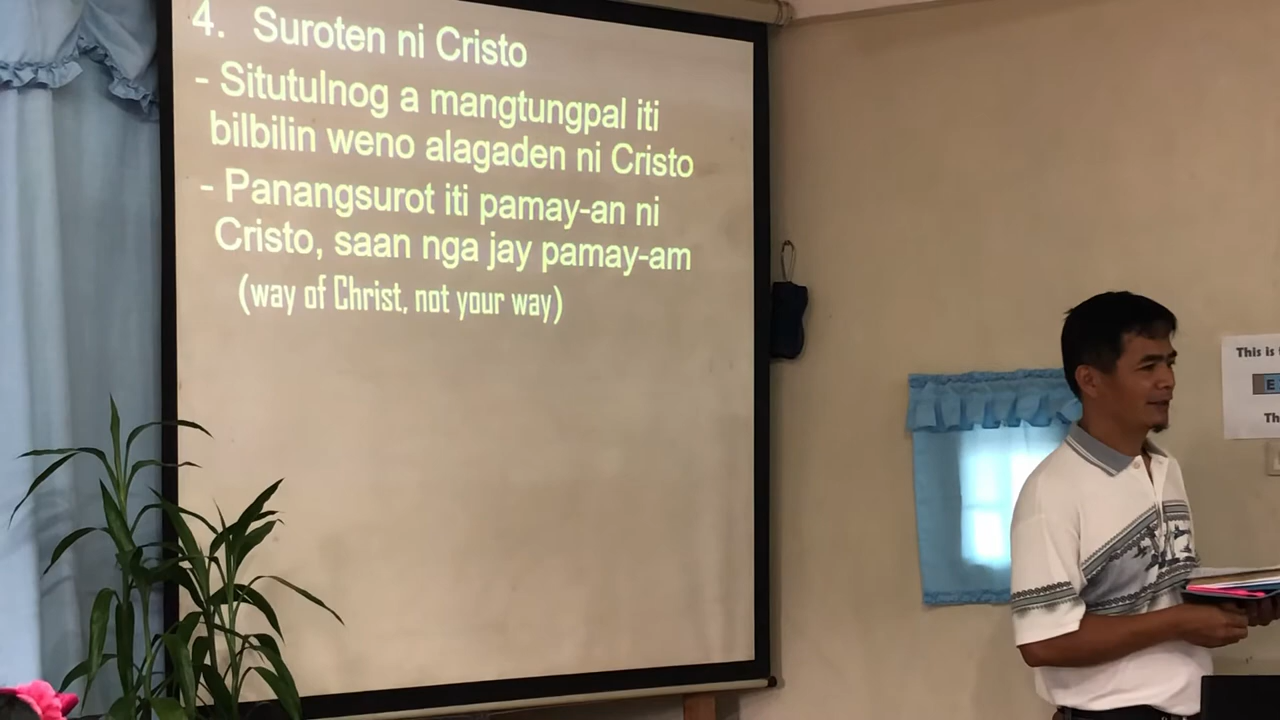 4. Suroten ni Cristo
- Situtulnog a mangtungpal iti
bilbilin weno alagaden ni Cristo
- Panangsurot iti pamay-an ni
Cristo, saan nga jay pamay-am
(way of Christ, not your way)
This is
E
Th